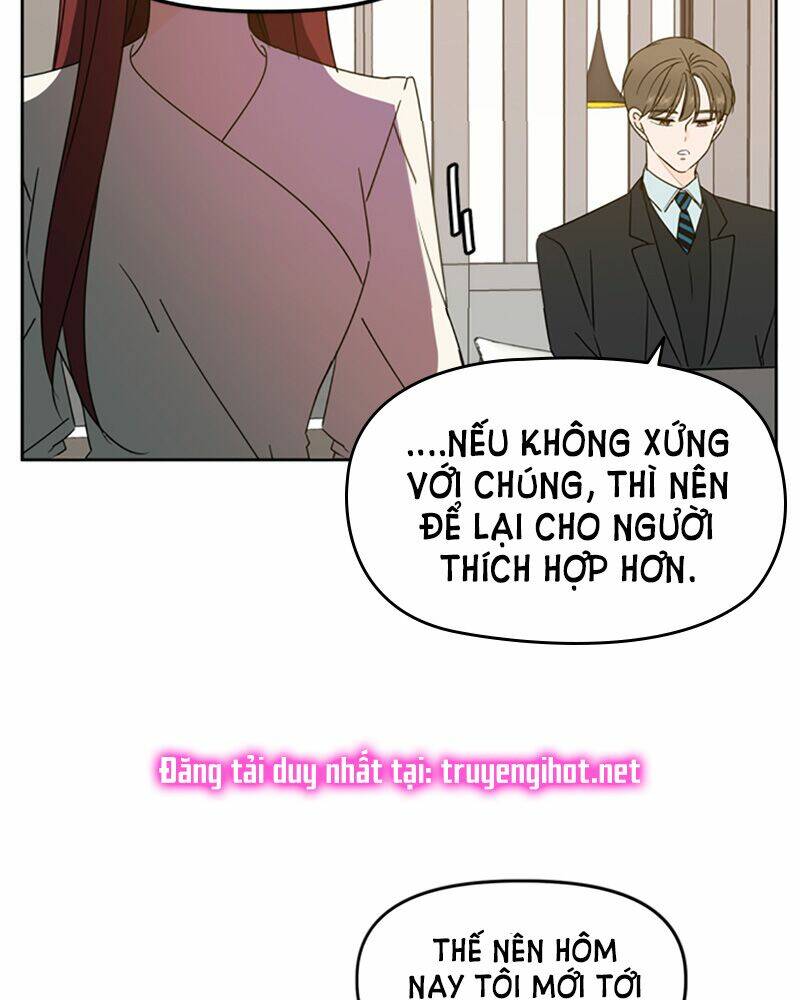 ....NẾU KHÔNG XỨNG
VỚI CHÚNG, THÌ NÊN
ĐỂ LẠI CHO NGƯỜI
THÍCH HỢP HƠN.
Đăng tải duy nhất tại: truyengihot.net
THẾ NÊN HÔM
NAY TÔI MỚI TỚI